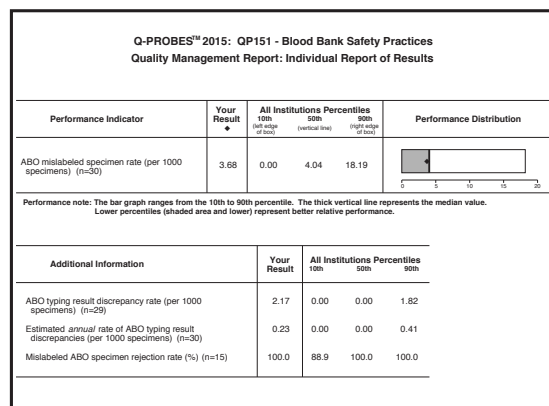 Q-PROBES™ 2015: QP151 - Blood Bank Safety Practices
Quality Management Report: Individual Report of Results
Performance Indicator
Your Result ◆
All Institutions Percentiles
10th (left edge of box)
50th (vertical line)
90th (right edge of box)
Performance Distribution
ABO mislabeled specimen rate (per 1000 specimens) (n=30)
3.68 0.00 4.04 18.19
0 5 10 15 20
Performance note: The bar graph ranges from the 10th to 90th percentile. The thick vertical line represents the median value.
Lower percentiles (shaded area and lower) represent better relative performance.
Additional Information
Your Result
All Institutions Percentiles
10th 50th 90th
ABO typing result discrepancy rate (per 1000 specimens) (n=29)
2.17 0.00 0.00 1.82
Estimated annual rate of ABO typing result discrepancies (per 1000 specimens) (n=30)
0.23 0.00 0.00 0.41
Mislabeled ABO specimen rejection rate (%) (n=15) 100.0 88.9 100.0 100.0